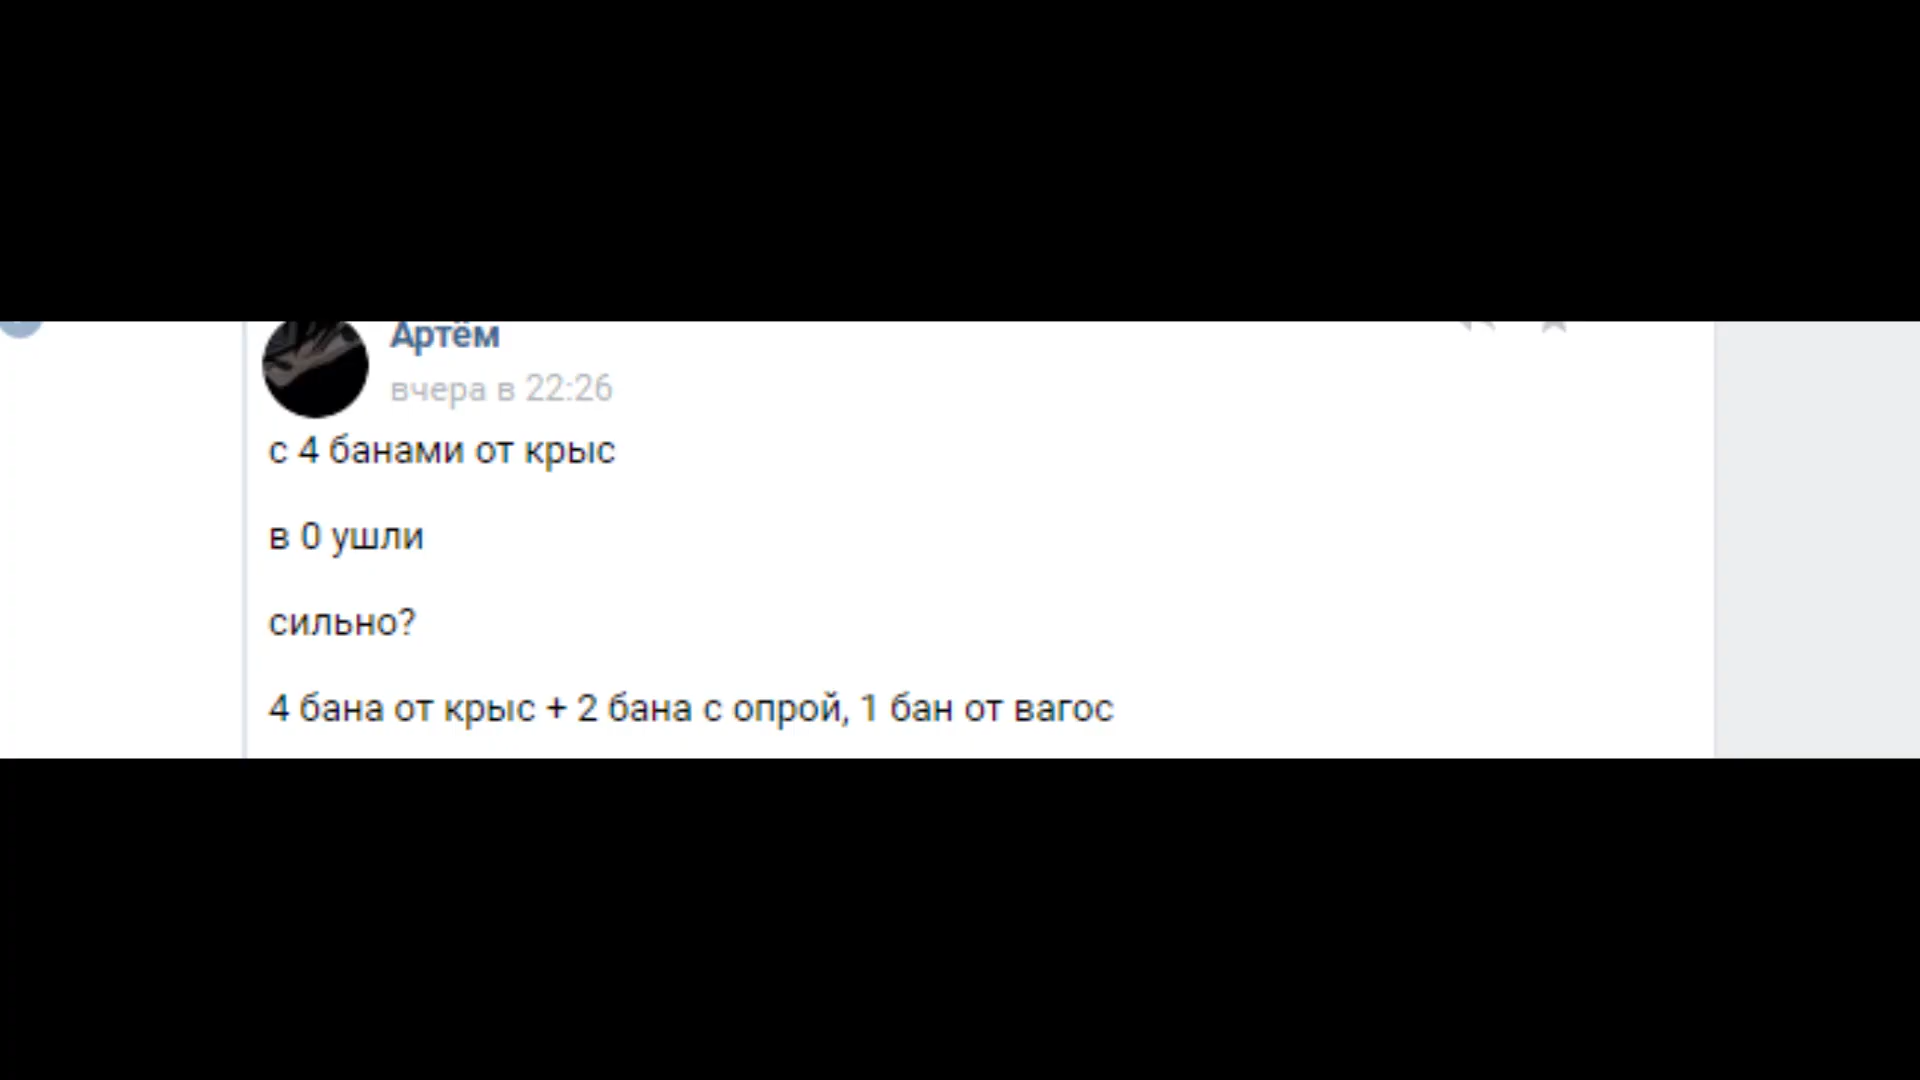 Артём
вчера в 22:26
с 4 банами от крыс
в 0 ушли
сильно?
4 бана от крыс + 2 бана с опрой, 1 бан от вагос